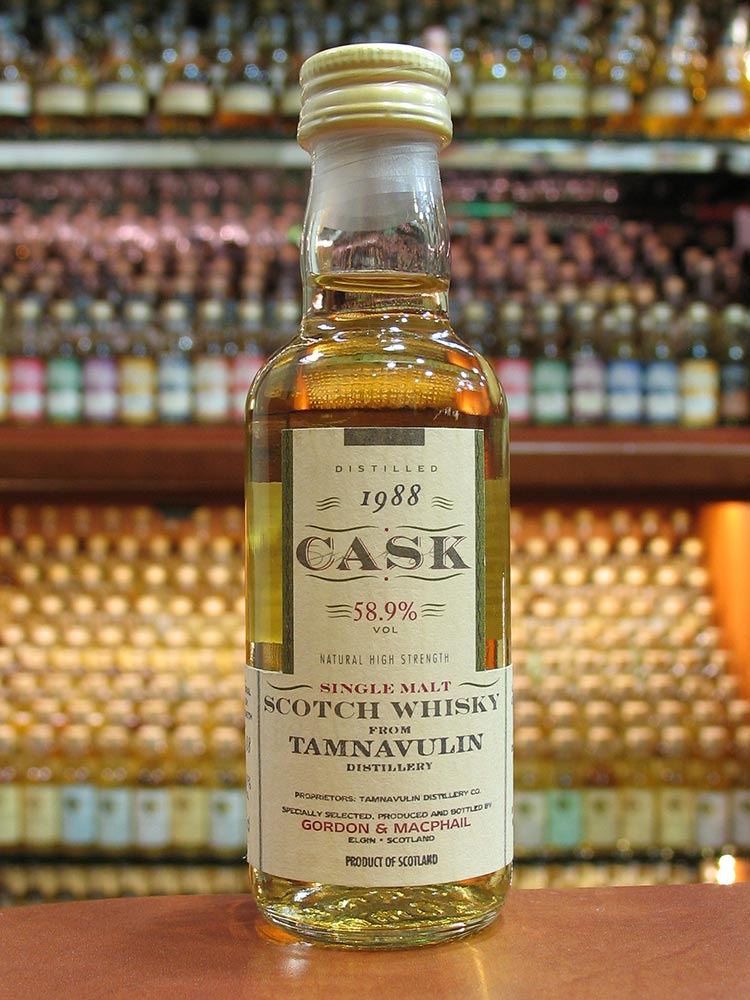 DISTILLED
1988
CASK
58.9%
VOL
NATURAL HIGH STRENGTH
SINGLE MALT
SCOTCH WHISKY
FROM
TAMNAVULIN
DISTILLERY
PROPRIETORS: TAMNAVULIN DISTILLERY CO.
SPECIALLY SELECTED, PRODUCED AND BOTTLED BY
GORDON & MACPHAIL
ELGIN • SCOTLAND
PRODUCT OF SCOTLAND